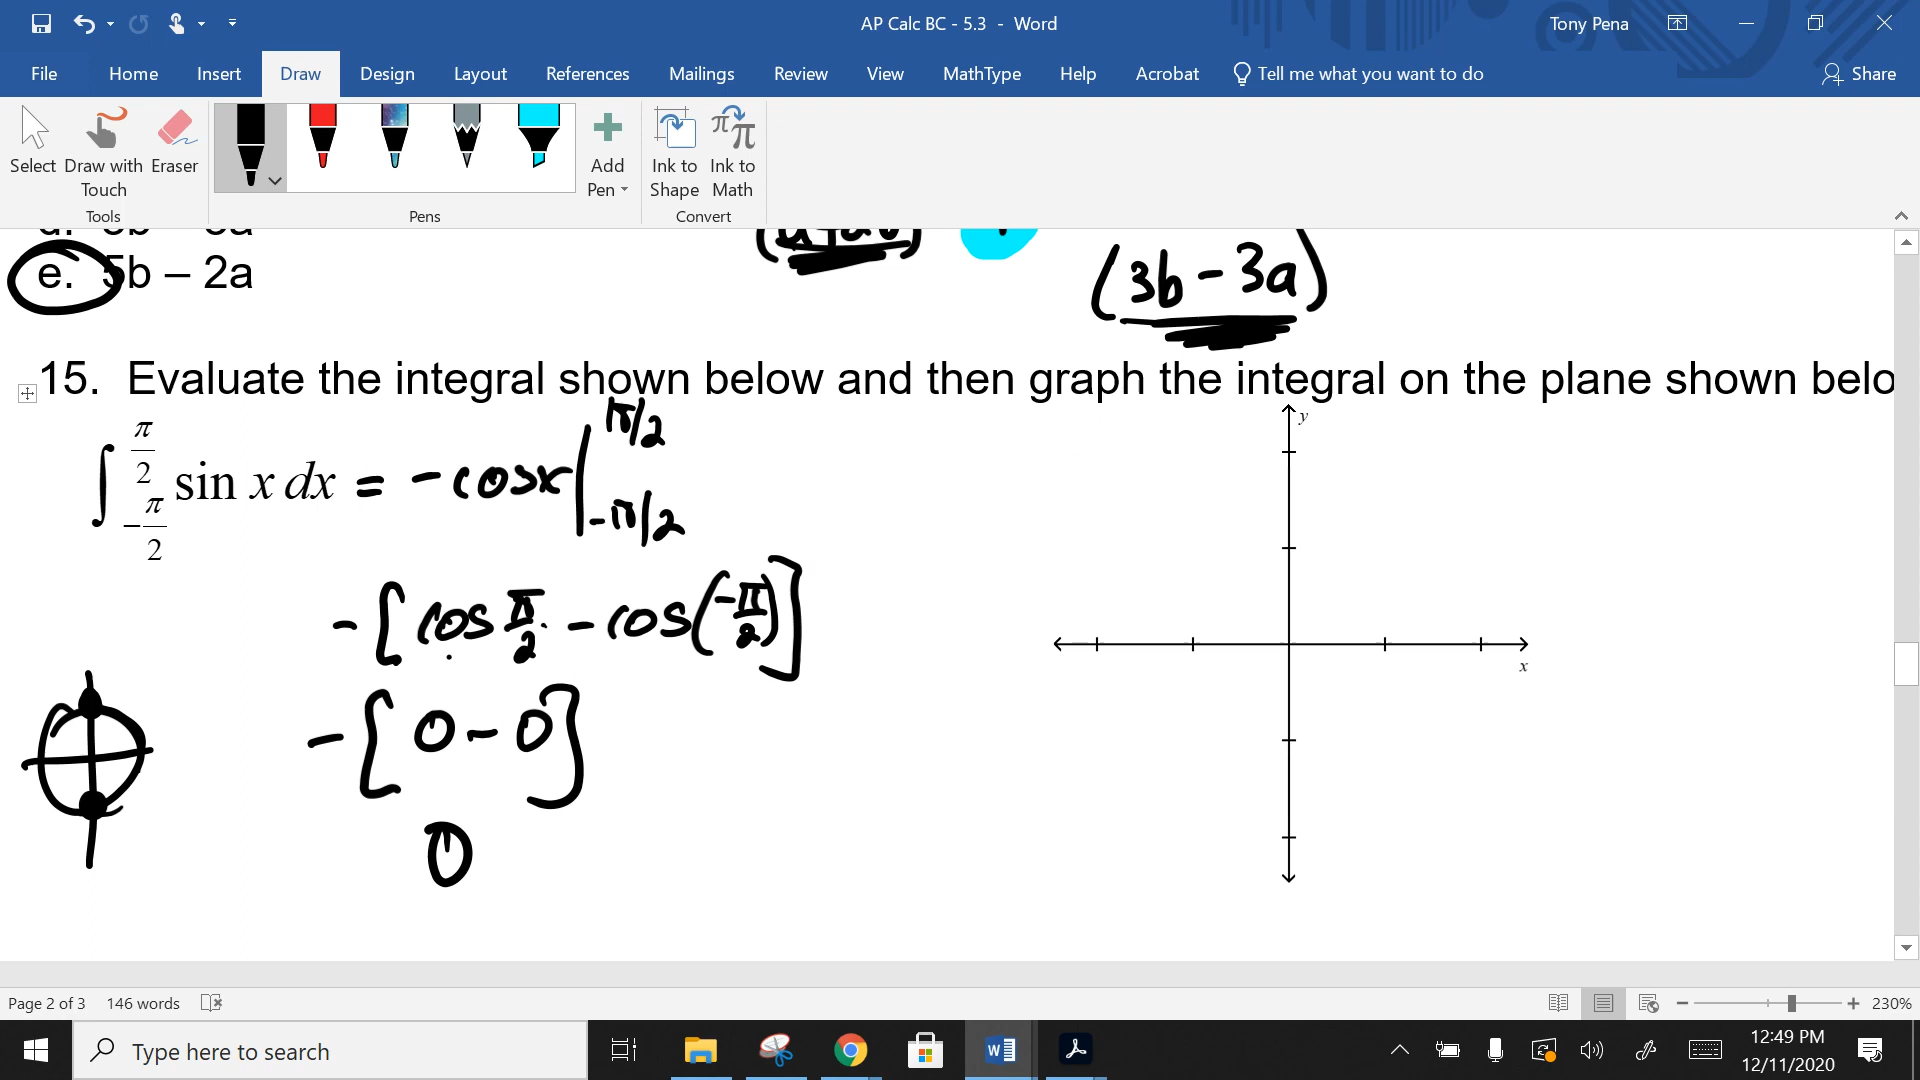 AP Calc BC - 5.3 - Word
Tony Pena
File Home Insert Draw Design Layout References Mailings Review View MathType Help Acrobat Tell me what you want to do Share
Select Draw with Touch Eraser
Add Pen
Ink to Shape Ink to Math
Tools Pens Convert
e. 5b – 2a
(3b - 3a)
15. Evaluate the integral shown below and then graph the integral on the plane shown belo
∫ -π/2 π/2 sin x dx = -cosx | π/2 -π/2
y
-[cos π/2 - cos(-π/2)]
x
-[0 - 0]
0
Page 2 of 3 146 words 230%
Type here to search
12:49 PM
12/11/2020